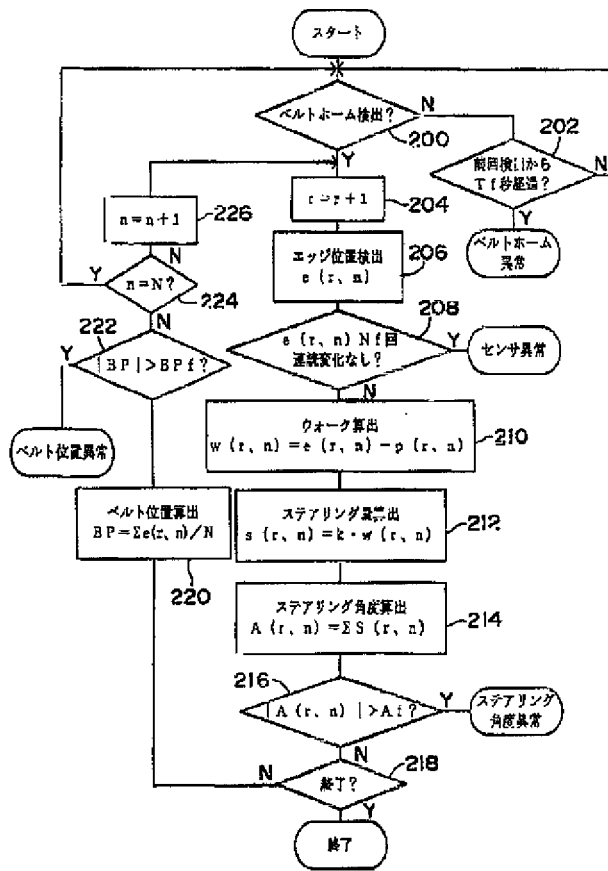 スタート
ベルトホーム検出?
N
200
202
前回検出から
Tf秒経過?
N
Y
Y
ベルトホーム
異常
226
n=n+1
r=r+1
204
N
エッジ位置検出
e(r、n)
206
Y
n=N?
224
222
N
208
e(r、n)Nf回
連続変化なし?
Y
センサ異常
Y
|BP|>BPf?
N
ウォーク算出
w(r、n)=e(r、n)-p(r、n)
210
ベルト位置異常
ベルト位置算出
BP=Σe(r、n)/N
220
ステアリング量算出
s(r、n)=k・w(r、n)
212
ステアリング角度算出
A(r、n)=ΣS(r、n)
214
216
|A(r、n)|>Af?
Y
ステアリング
角度異常
N
N
終了?
218
Y
終了